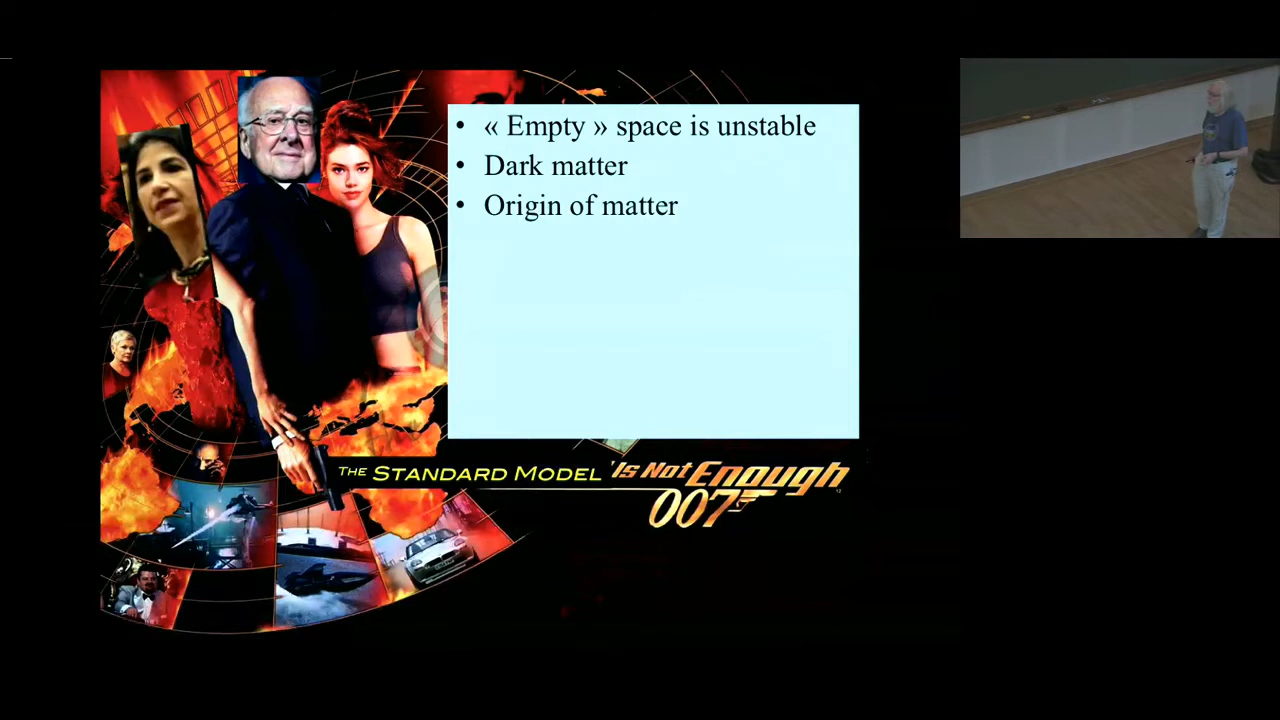 • « Empty » space is unstable
• Dark matter
• Origin of matter
THE STANDARD MODEL 'Is Not Enough
007